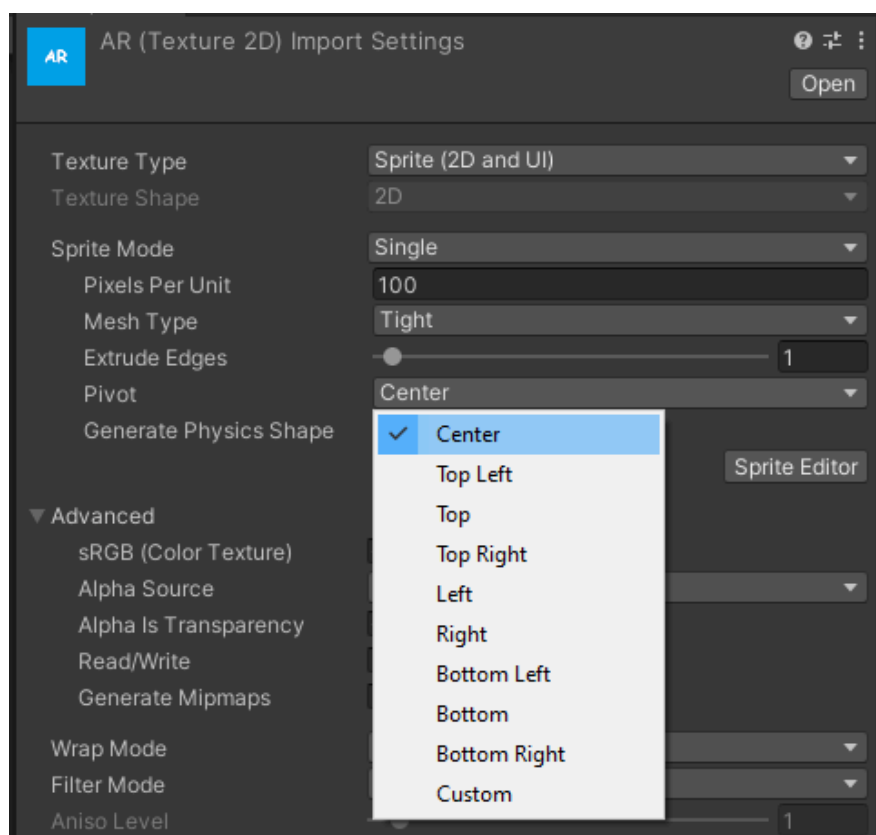 AR
AR (Texture 2D) Import Settings
Open
Texture Type Sprite (2D and UI)
Texture Shape 2D
Sprite Mode Single
Pixels Per Unit 100
Mesh Type Tight
Extrude Edges 1
Pivot Center
Generate Physics Shape
Center
Top Left
Top
Top Right
Left
Right
Bottom Left
Bottom
Bottom Right
Custom
Sprite Editor
Advanced
sRGB (Color Texture)
Alpha Source
Alpha Is Transparency
Read/Write
Generate Mipmaps
Wrap Mode
Filter Mode
Aniso Level 1